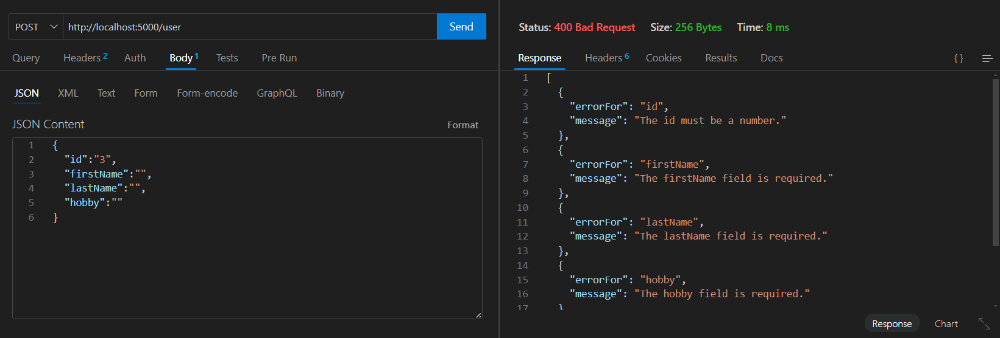 POST http://localhost:5000/user Send
Query Headers 2 Auth Body 1 Tests Pre Run
JSON XML Text Form Form-encode GraphQL Binary
JSON Content Format
1 {
2 "id":"3",
3 "firstName":"",
4 "lastName":"",
5 "hobby":""
6 }
Status: 400 Bad Request Size: 256 Bytes Time: 8 ms
Response Headers 6 Cookies Results Docs { }
1 [
2 {
3 "errorFor": "id",
4 "message": "The id must be a number."
5 },
6 {
7 "errorFor": "firstName",
8 "message": "The firstName field is required."
9 },
10 {
11 "errorFor": "lastName",
12 "message": "The lastName field is required."
13 },
14 {
15 "errorFor": "hobby",
16 "message": "The hobby field is required."
17 }
Response Chart